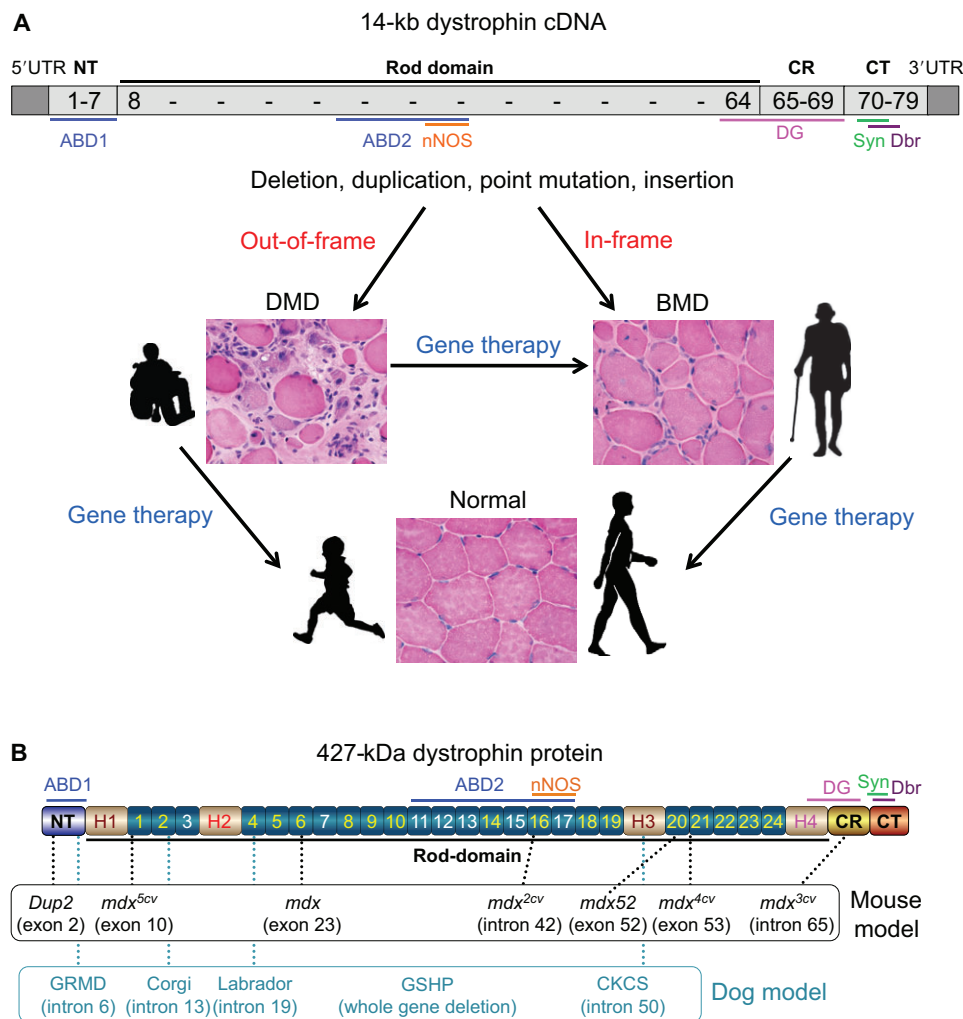 A
14-kb dystrophin cDNA
5′UTR NT Rod domain CR CT 3′UTR
1-7 8 - - - - - - - - - - - - 64 65-69 70-79
ABD1 ABD2 nNOS DG Syn Dbr
Deletion, duplication, point mutation, insertion
Out-of-frame In-frame
DMD BMD
Gene therapy
Normal
Gene therapy Gene therapy
B
427-kDa dystrophin protein
ABD1 ABD2 nNOS DG Syn Dbr
NT H1 1 2 3 H2 4 5 6 7 8 9 10 11 12 13 14 15 16 17 18 19 H3 20 21 22 23 24 H4 CR CT
Rod-domain
Dup2 mdx5cv mdx mdx2cv mdx52 mdx4cv mdx3cv Mouse
(exon 2) (exon 10) (exon 23) (intron 42) (exon 52) (exon 53) (intron 65) model
GRMD Corgi Labrador GSHP CKCS Dog model
(intron 6) (intron 13) (intron 19) (whole gene deletion) (intron 50)